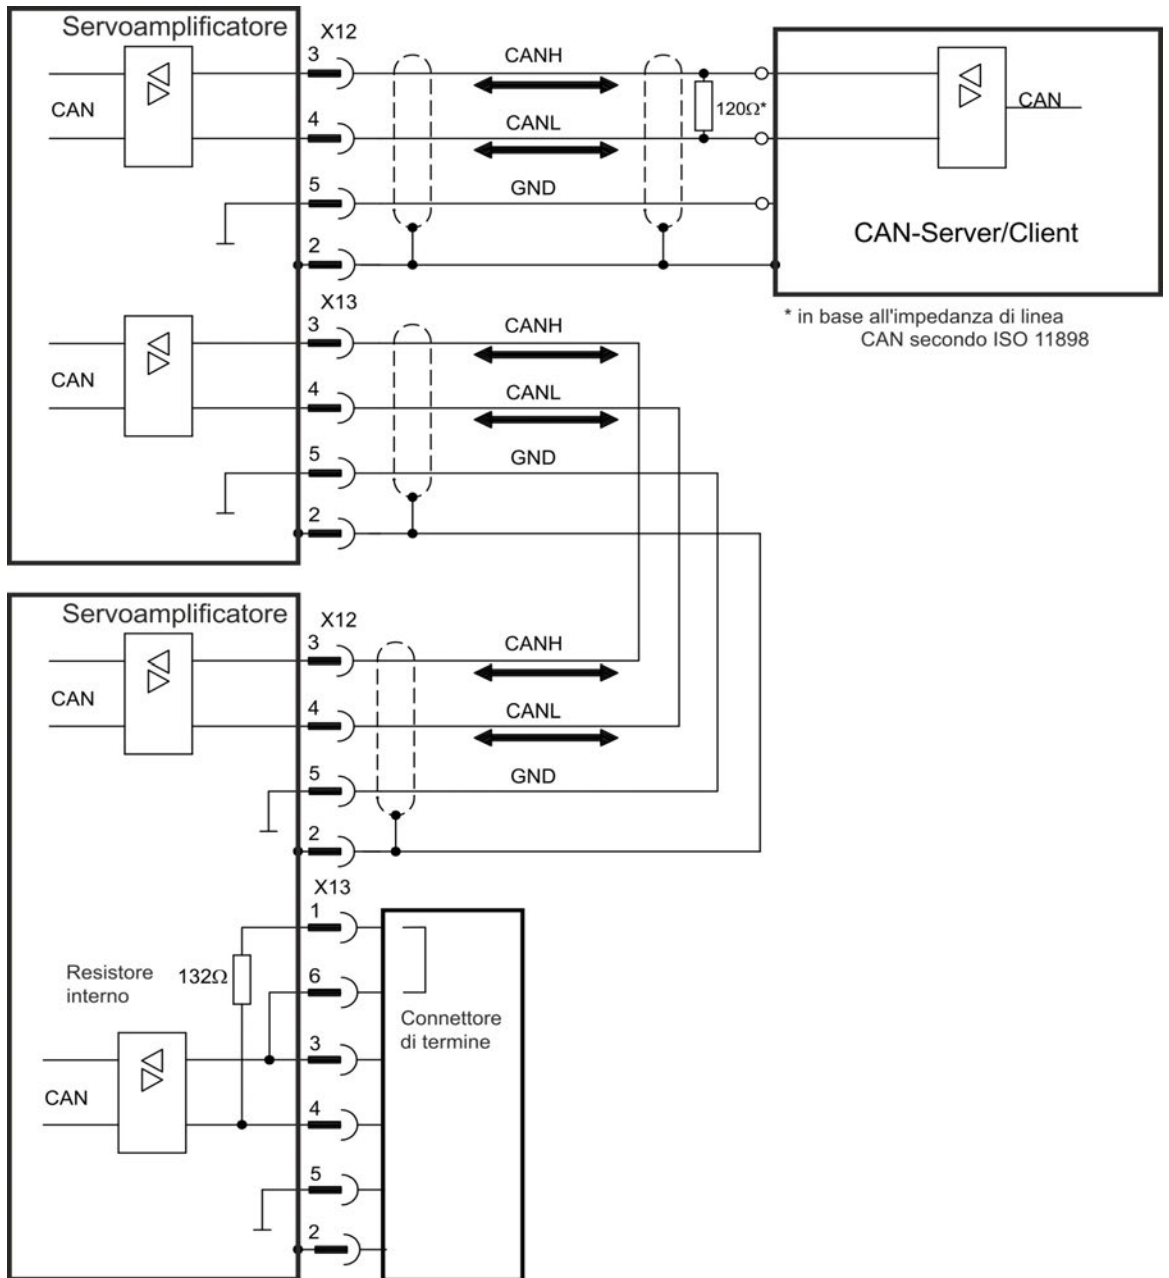 Servoamplificatore
X12
3
CANH
CAN
4
CANL
120Ω*
CAN
5
GND
CAN-Server/Client
2
X13
* in base all'impedanza di linea
CAN secondo ISO 11898
3
CANH
CAN
4
CANL
5
GND
2
Servoamplificatore
X12
3
CANH
CAN
4
CANL
5
GND
2
X13
1
Resistore
interno
132Ω
6
Connettore
di termine
3
CAN
4
5
2